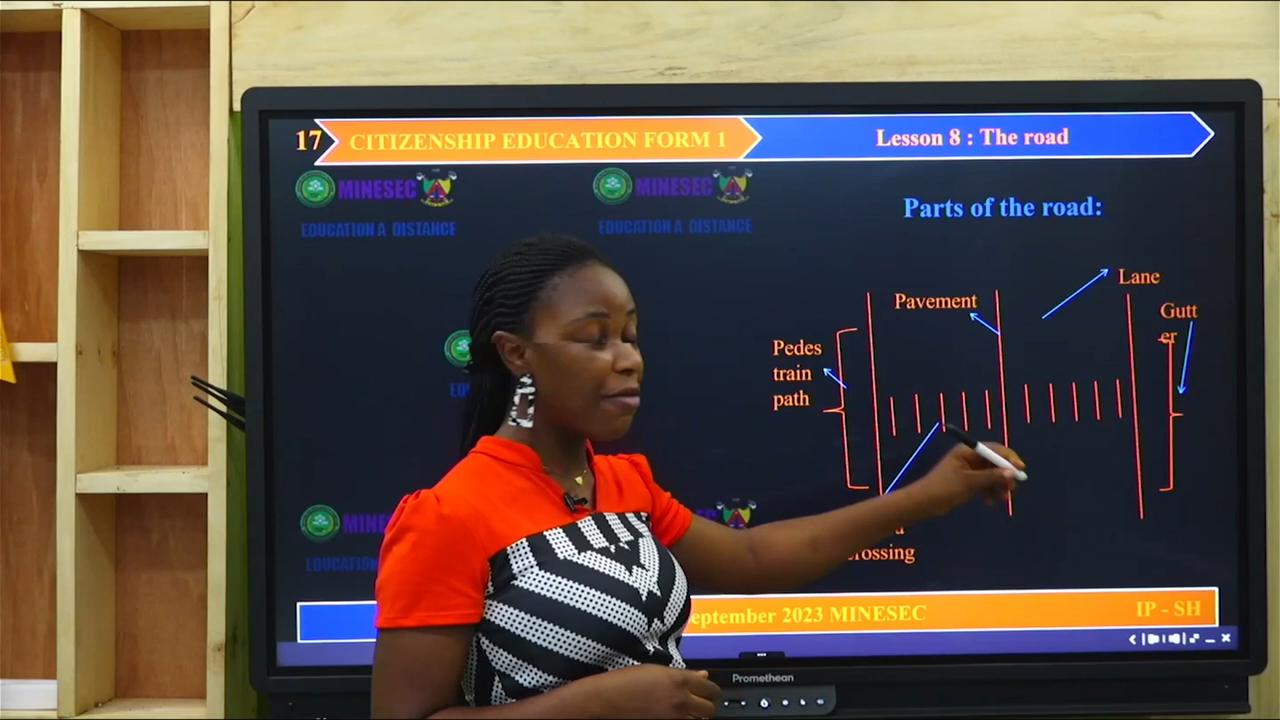 17 CITIZENSHIP EDUCATION FORM 1 Lesson 8 : The road
MINESEC MINESEC
EDUCATION A DISTANCE EDUCATION A DISTANCE
Parts of the road:
Lane
Pavement
Gutt
er
Pedes
train
path
crossing
2023 MINESEC IP - SH
Promethean